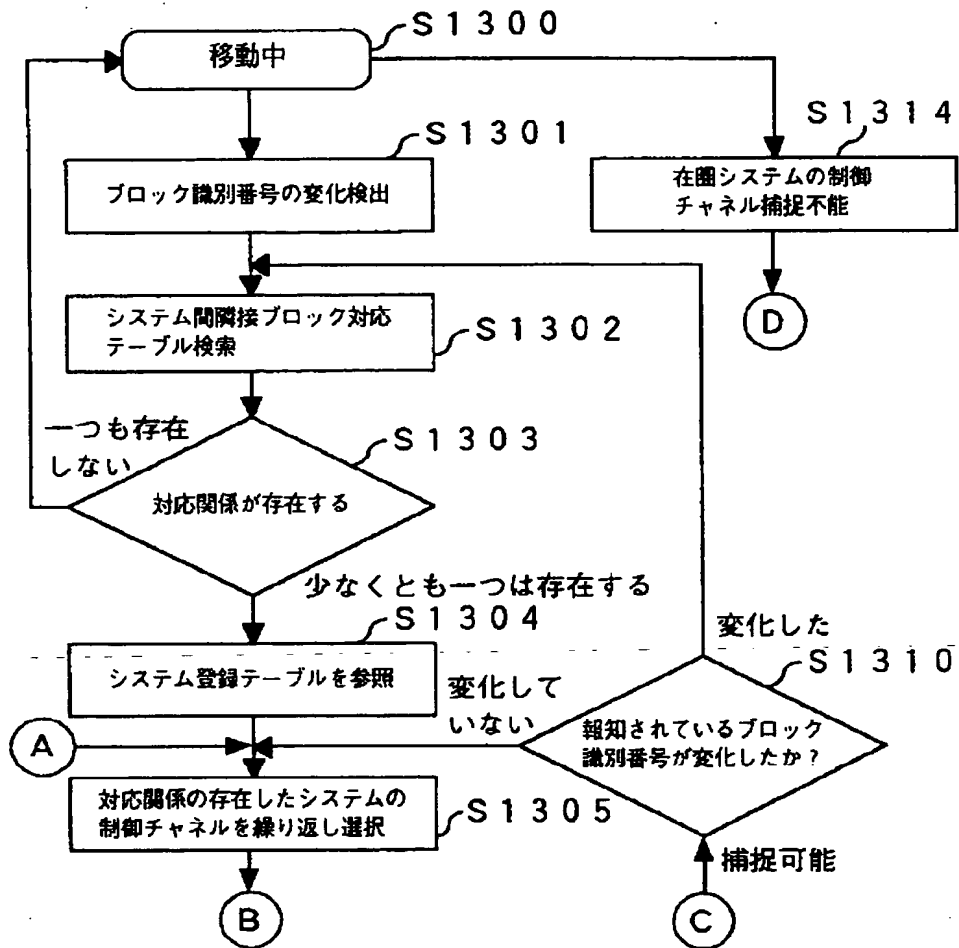 S1300
移動中
S1301
ブロック識別番号の変化検出
S1314
在圏システムの制御
チャネル捕捉不能
D
システム間隣接ブロック対応
テーブル検索
S1302
一つも存在
しない
S1303
対応関係が存在する
少なくとも一つは存在する
S1304
システム登録テーブルを参照
変化した
S1310
変化して
いない
報知されているブロック
識別番号が変化したか？
A
対応関係の存在したシステムの
制御チャネルを繰り返し選択
S1305
捕捉可能
B
C